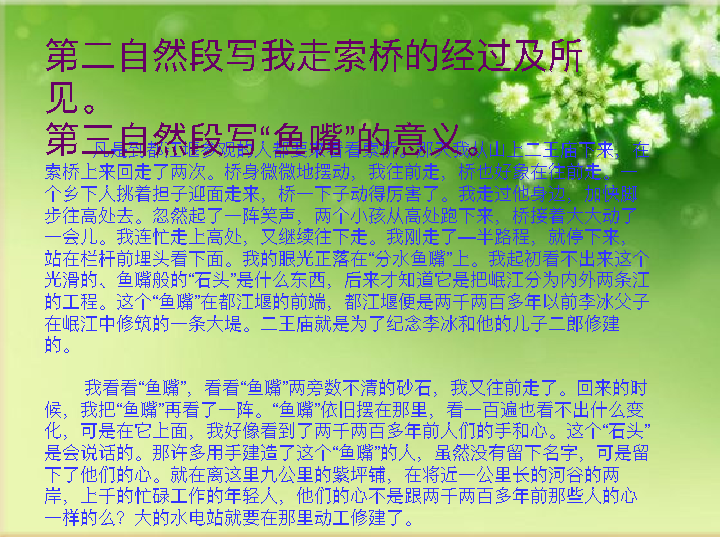 第二自然段写我走索桥的经过及所
见。
第三自然段写“鱼嘴”的意义。
凡是到都江堰参观的人都要来看看索桥。那天我从山上二王庙下来，在
索桥上来回走了两次。桥身微微地摆动，我往前走，桥也好象在往前走。一
个乡下人挑着担子迎面走来，桥一下子动得厉害了。我走过他身边，加快脚
步往高处去。忽然起了一阵笑声，两个小孩从高处跑下来，桥接着大大动了
一会儿。我连忙走上高处，又继续往下走。我刚走了—半路程，就停下来，
站在栏杆前埋头看下面。我的眼光正落在“分水鱼嘴”上。我起初看不出来这个
光滑的、鱼嘴般的“石头”是什么东西，后来才知道它是把岷江分为内外两条江
的工程。这个“鱼嘴”在都江堰的前端，都江堰便是两千两百多年以前李冰父子
在岷江中修筑的一条大堤。二王庙就是为了纪念李冰和他的儿子二郎修建
的。
我看看“鱼嘴”，看看“鱼嘴”两旁数不清的砂石，我又往前走了。回来的时
候，我把“鱼嘴”再看了一阵。“鱼嘴”依旧摆在那里，看一百遍也看不出什么变
化，可是在它上面，我好像看到了两千两百多年前人们的手和心。这个“石头”
是会说话的。那许多用手建造了这个“鱼嘴”的人，虽然没有留下名字，可是留
下了他们的心。就在离这里九公里的紫坪铺，在将近一公里长的河谷的两
岸，上千的忙碌工作的年轻人，他们的心不是跟两千两百多年前那些人的心
一样的么？大的水电站就要在那里动工修建了。